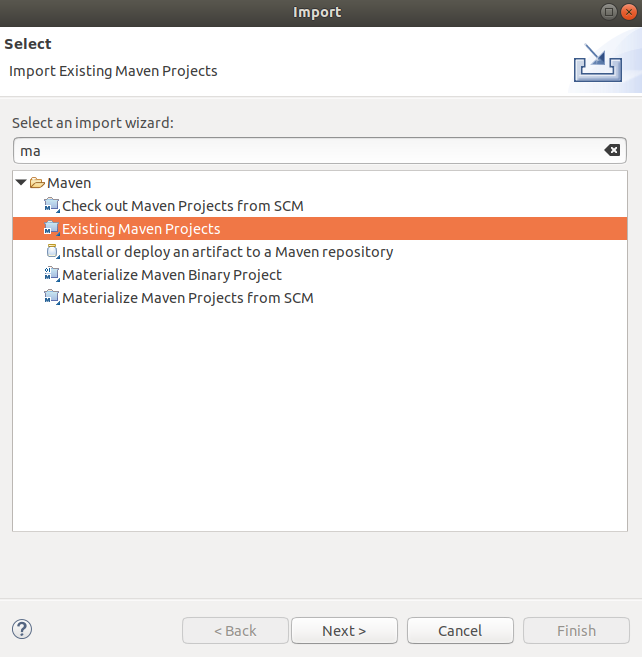 Import
Select
Import Existing Maven Projects
Select an import wizard:
ma
Maven
Check out Maven Projects from SCM
Existing Maven Projects
Install or deploy an artifact to a Maven repository
Materialize Maven Binary Project
Materialize Maven Projects from SCM
? < Back Next > Cancel Finish